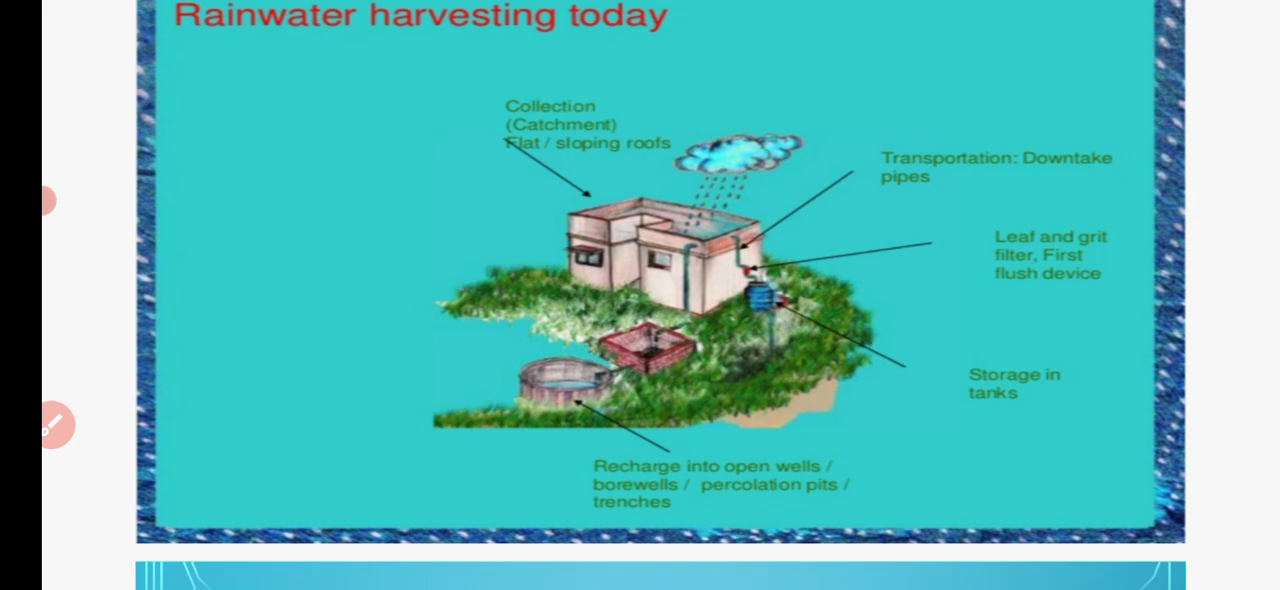 Rainwater harvesting today
Collection
(Catchment)
Flat / sloping roofs
Transportation: Downtake
pipes
Leaf and grit
filter, First
flush device
Storage in
tanks
Recharge into open wells /
borewells / percolation pits /
trenches